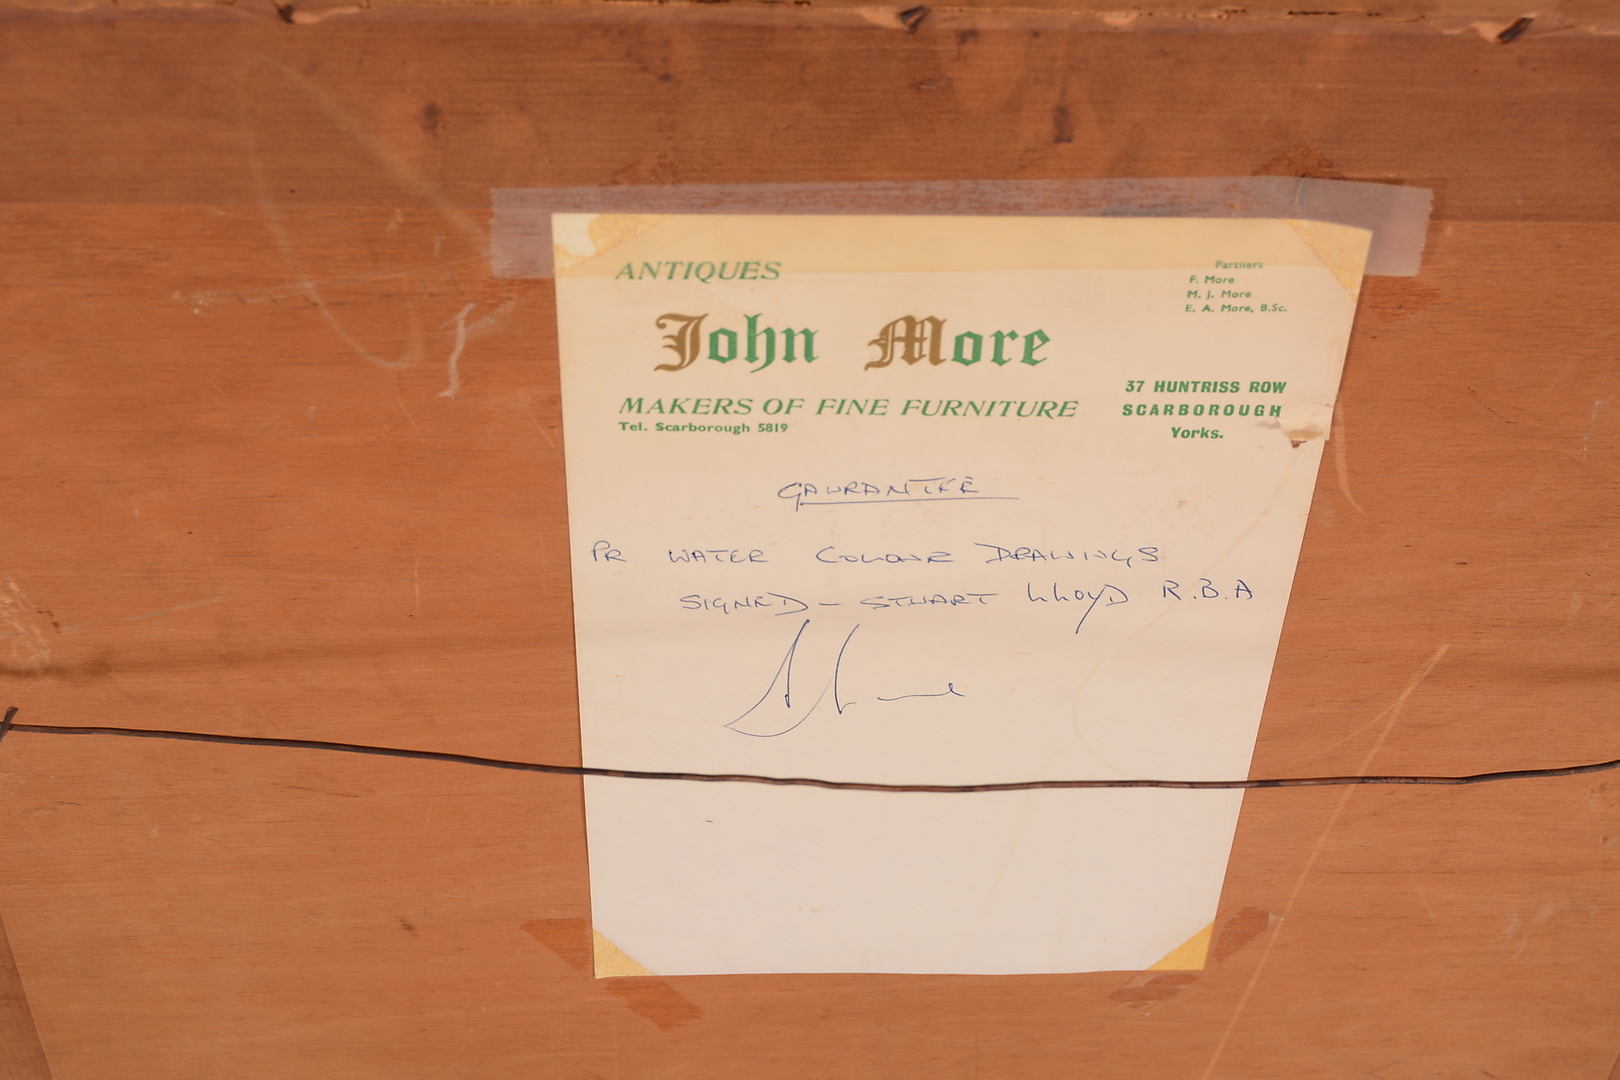 ANTIQUES
Partners
F. More
M. J. More
E. A. More, B.Sc.
John More
MAKERS OF FINE FURNITURE
Tel. Scarborough 5819
37 HUNTRISS ROW
SCARBOROUGH
Yorks.
GAURANTEE
PR WATER COLOUR DRAWINGS
SIGNED - STUART LLOYD R.B.A